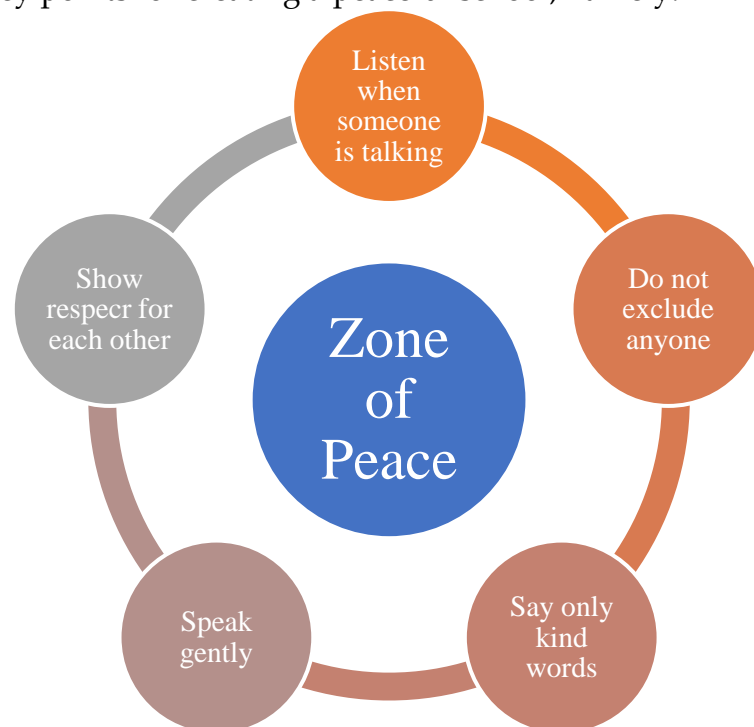 Listen
when
someone
is talking
Do not
exclude
anyone
Say only
kind
words
Speak
gently
Show
respecr for
each other
Zone
of
Peace